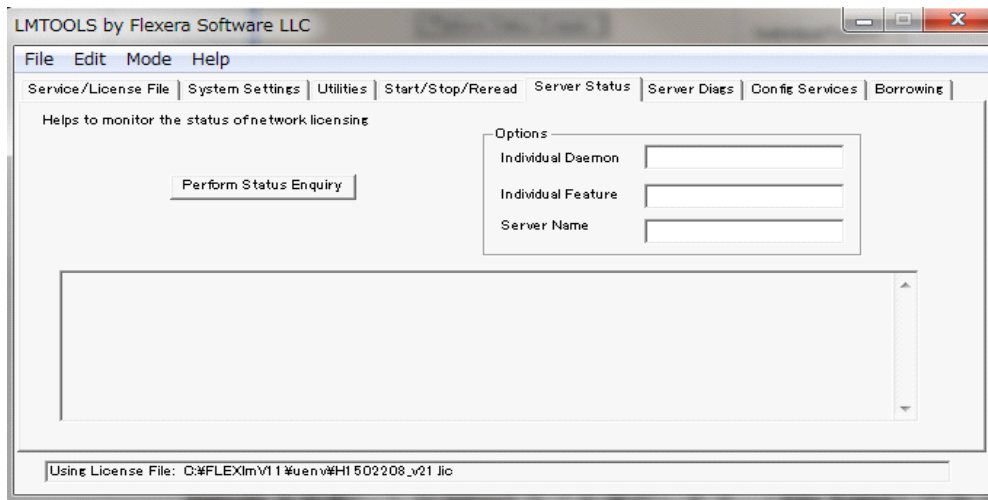 LMTOOLS by Flexera Software LLC
File Edit Mode Help
Service/License File System Settings Utilities Start/Stop/Reread Server Status Server Diags Config Services Borrowing
Helps to monitor the status of network licensing
Options
Individual Daemon
Perform Status Enquiry
Individual Feature
Server Name
Using License File: C:¥FLEXlmV11¥uenv¥H1502208_v21.lic